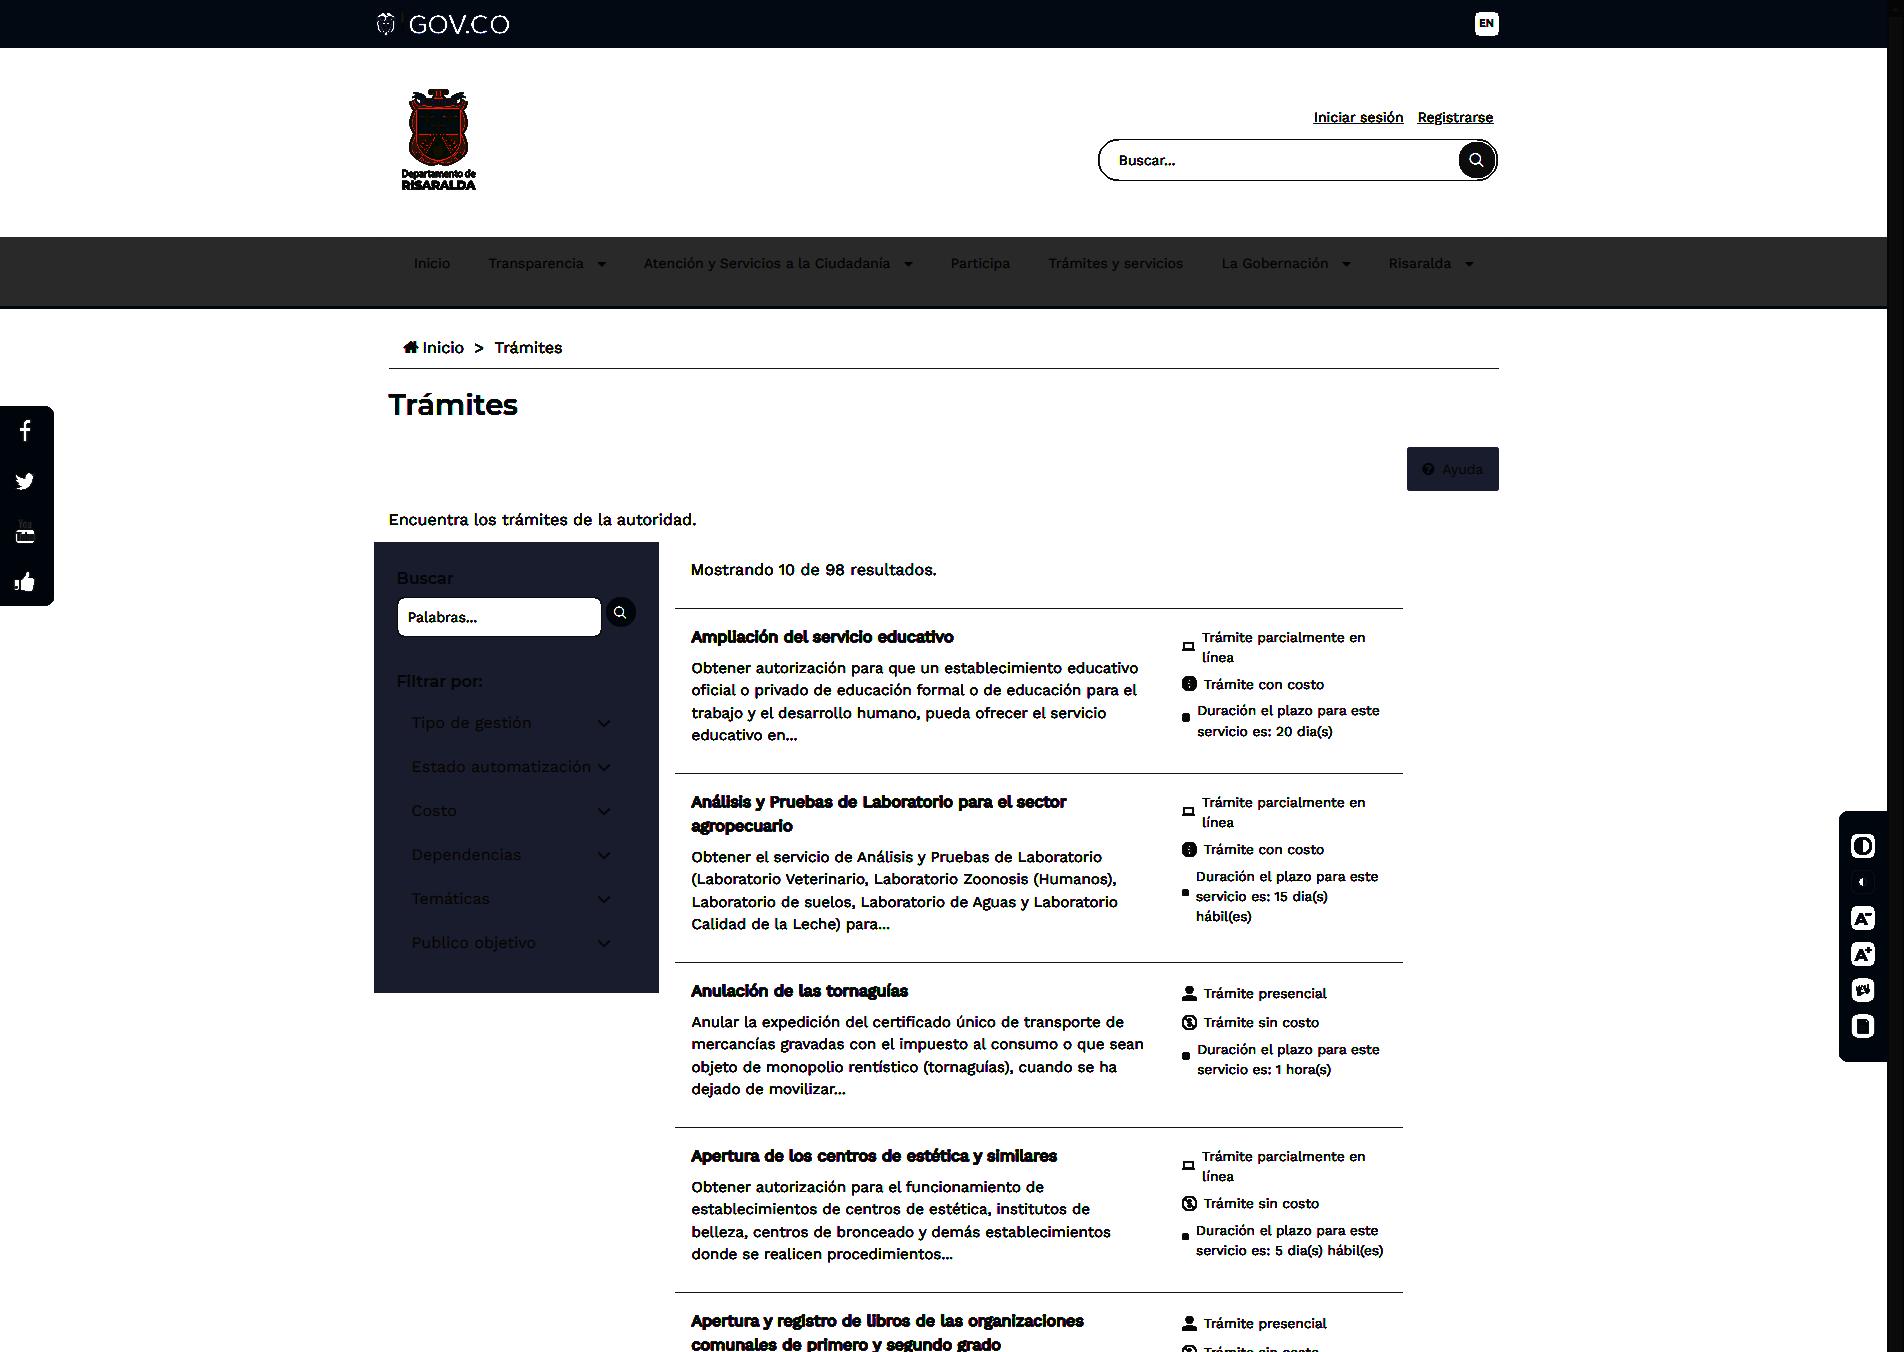 GOV.CO
EN
Departamento de
RISARALDA
Iniciar sesión Registrarse
Buscar...
Inicio Transparencia Atención y Servicios a la Ciudadanía Participa Trámites y servicios La Gobernación Risaralda
Inicio > Trámites
Trámites
Ayuda
Encuentra los trámites de la autoridad.
Buscar
Palabras...
Filtrar por:
Tipo de gestión
Estado automatización
Costo
Dependencias
Temáticas
Publico objetivo
Mostrando 10 de 98 resultados.
Ampliación del servicio educativo
Obtener autorización para que un establecimiento educativo
oficial o privado de educación formal o de educación para el
trabajo y el desarrollo humano, pueda ofrecer el servicio
educativo en...
Trámite parcialmente en
línea
Trámite con costo
Duración el plazo para este
servicio es: 20 dia(s)
Análisis y Pruebas de Laboratorio para el sector
agropecuario
Obtener el servicio de Análisis y Pruebas de Laboratorio
(Laboratorio Veterinario, Laboratorio Zoonosis (Humanos),
Laboratorio de suelos, Laboratorio de Aguas y Laboratorio
Calidad de la Leche) para...
Trámite parcialmente en
línea
Trámite con costo
Duración el plazo para este
servicio es: 15 dia(s)
hábil(es)
Anulación de las tornaguías
Anular la expedición del certificado único de transporte de
mercancías gravadas con el impuesto al consumo o que sean
objeto de monopolio rentístico (tornaguías), cuando se ha
dejado de movilizar...
Trámite presencial
Trámite sin costo
Duración el plazo para este
servicio es: 1 hora(s)
Apertura de los centros de estética y similares
Obtener autorización para el funcionamiento de
establecimientos de centros de estética, institutos de
belleza, centros de bronceado y demás establecimientos
donde se realicen procedimientos...
Trámite parcialmente en
línea
Trámite sin costo
Duración el plazo para este
servicio es: 5 dia(s) hábil(es)
Apertura y registro de libros de las organizaciones
comunales de primero y segundo grado
Trámite presencial
Trámite sin costo
You
A-
A+